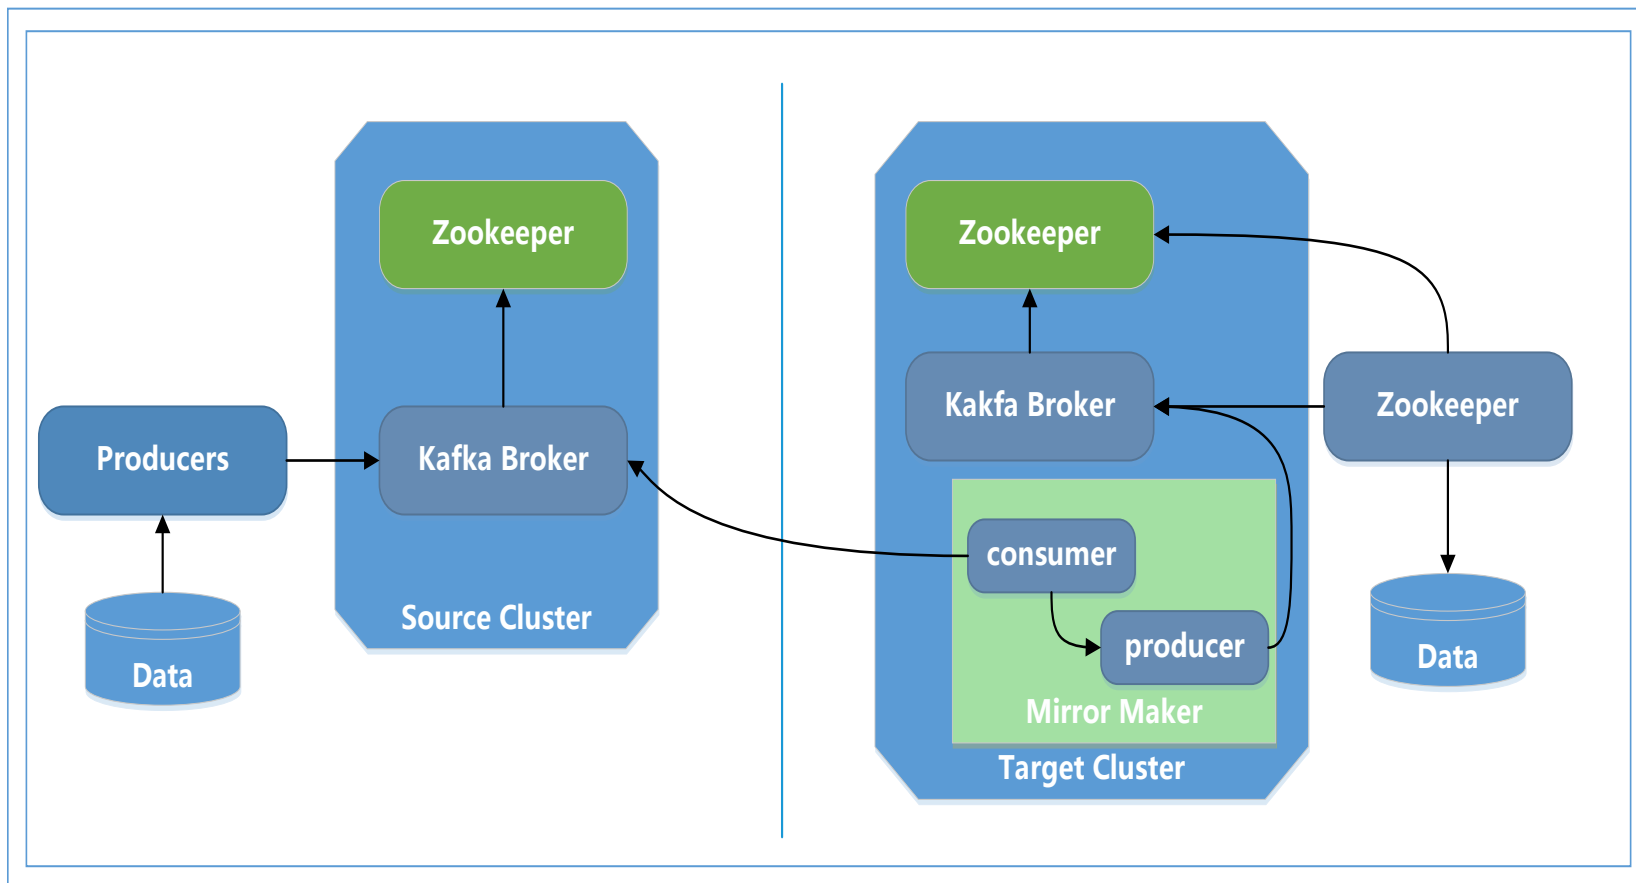 Zookeeper
Producers
Kafka Broker
Source Cluster
Data
Zookeeper
Kakfa Broker
consumer
producer
Mirror Maker
Target Cluster
Zookeeper
Data